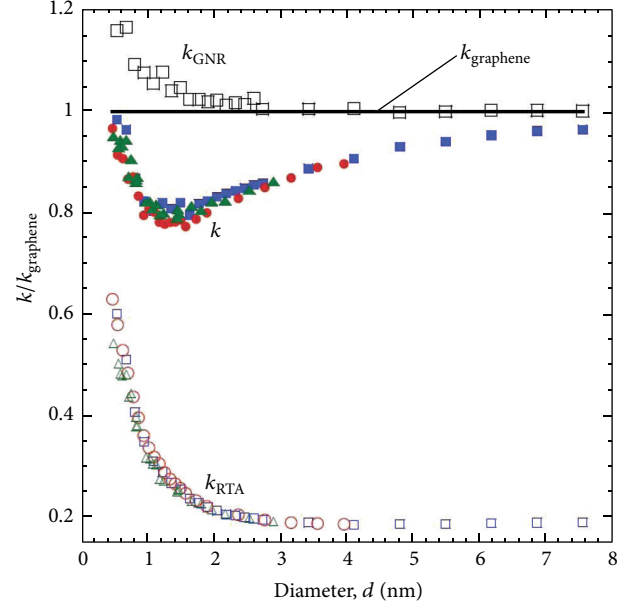 1.2
1
0.8
0.6
0.4
0.2
k/k_graphene
k_GNR
k_graphene
k
k_RTA
0 1 2 3 4 5 6 7 8
Diameter, d (nm)